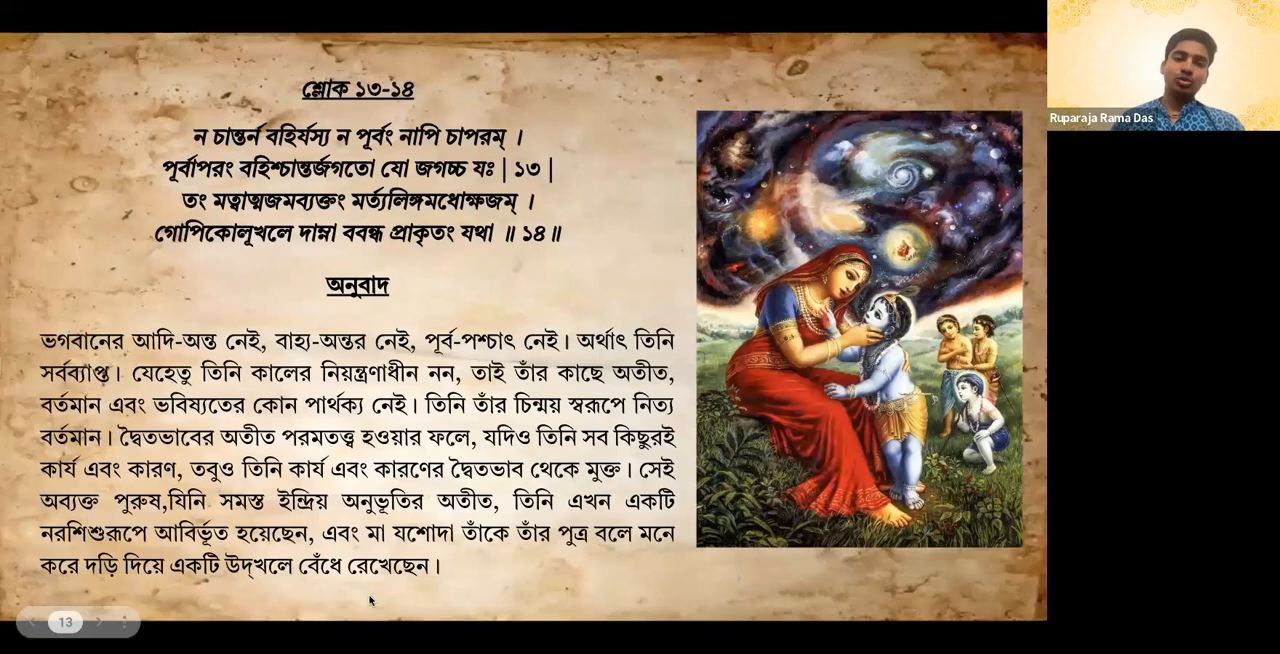 শ্লোক ১৩-১৪
ন চান্তর্ন বহির্যস্য ন পূর্বং নাপি চাপরম্ ।
পূর্বাপরং বহিশ্চান্তর্জগতো যো জগচ্চ যঃ | ১৩ |
তং মত্বাত্মজমব্যক্তং মর্ত্যলিঙ্গমধোক্ষজম্ ।
গোপিকোলূখলে দাম্না ববন্ধ প্রাকৃতং যথা ॥ ১৪॥
অনুবাদ
ভগবানের আদি-অন্ত নেই, বাহ্য-অন্তর নেই, পূর্ব-পশ্চাৎ নেই। অর্থাৎ তিনি
সর্বব্যাপ্ত। যেহেতু তিনি কালের নিয়ন্ত্রণাধীন নন, তাই তাঁর কাছে অতীত,
বর্তমান এবং ভবিষ্যতের কোন পার্থক্য নেই। তিনি তাঁর চিন্ময় স্বরূপে নিত্য
বর্তমান। দ্বৈতভাবের অতীত পরমতত্ত্ব হওয়ার ফলে, যদিও তিনি সব কিছুরই
কার্য এবং কারণ, তবুও তিনি কার্য এবং কারণের দ্বৈতভাব থেকে মুক্ত। সেই
অব্যক্ত পুরুষ,যিনি সমস্ত ইন্দ্রিয় অনুভূতির অতীত, তিনি এখন একটি
নরশিশুরূপে আবির্ভূত হয়েছেন, এবং মা যশোদা তাঁকে তাঁর পুত্র বলে মনে
করে দড়ি দিয়ে একটি উদ্খলে বেঁধে রেখেছেন।
13
Ruparaja Rama Das